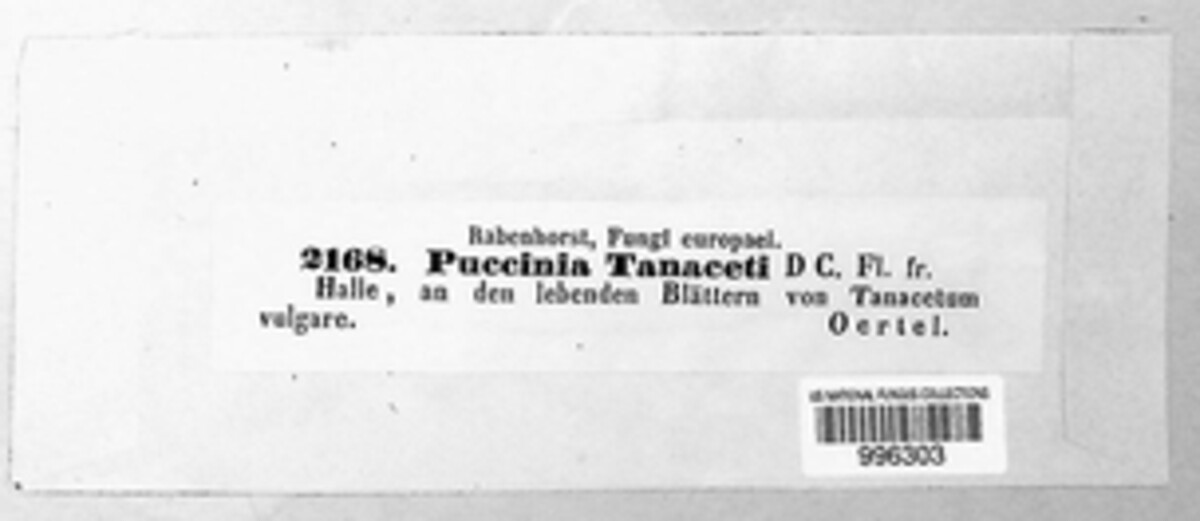 Rabenhorst, Fungi europaei.
2168. Puccinia Tanaceti D C. Fl. fr.
Halle, an den lebenden Blättern von Tanacetum
vulgare. Oertel.
US NATIONAL FUNGUS COLLECTIONS
996303